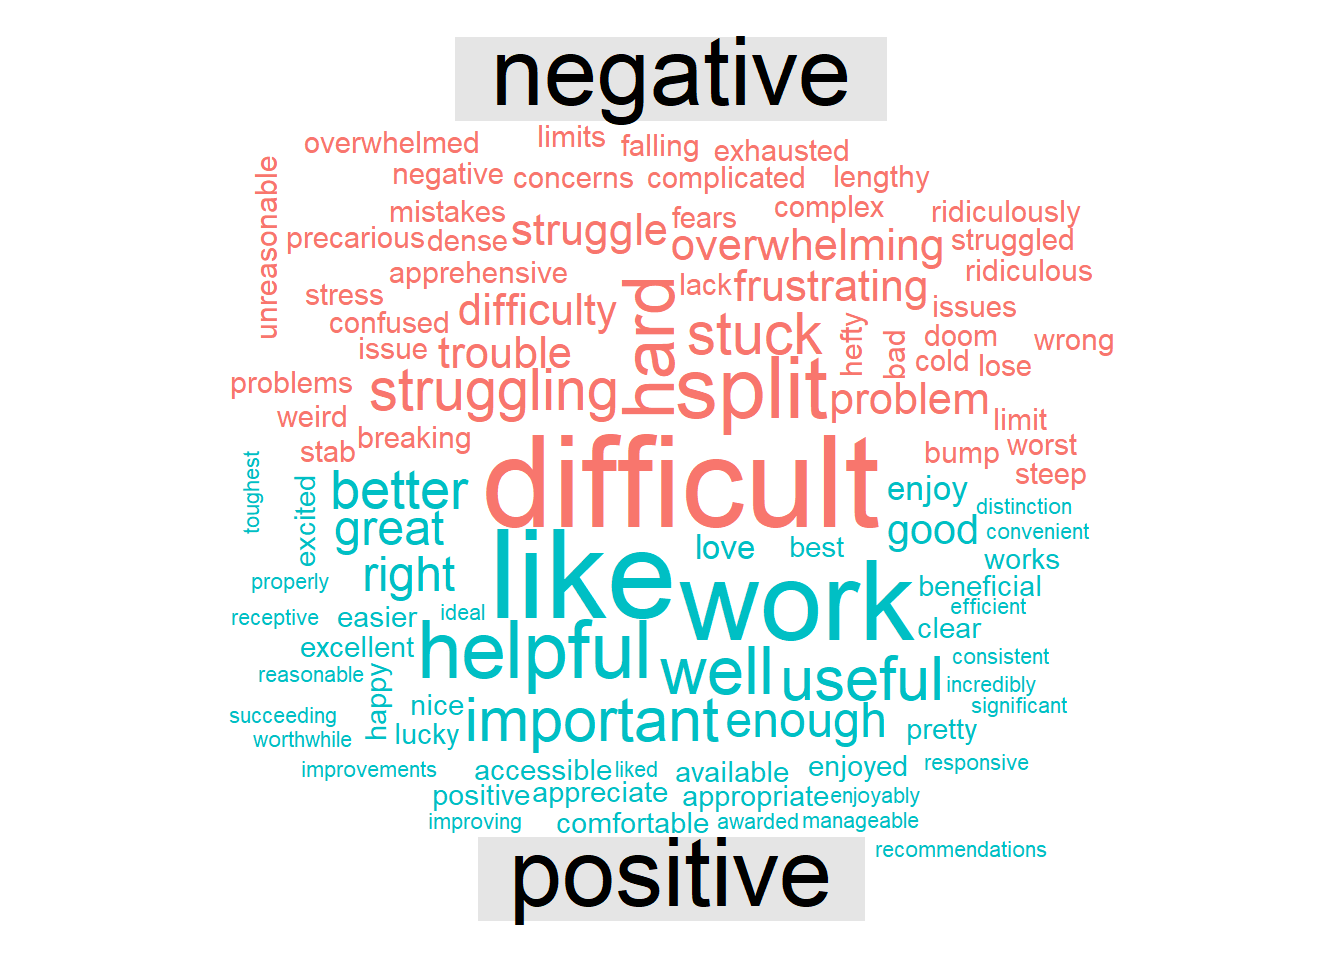 negative
overwhelmed limits falling exhausted
negative concerns complicated lengthy
unreasonable
mistakes struggle fears complex ridiculously
precarious dense overwhelming struggled
apprehensive lack frustrating ridiculous
stress difficulty hard issues
confused stuck hefty bad doom wrong
issue trouble cold lose
problems struggling split problem
weird limit
stab breaking difficult bump worst
steep
toughest excited better enjoy distinction
great good convenient
love best works
properly right like work beneficial
receptive easier ideal efficient
excellent helpful clear
reasonable well useful consistent
happy incredibly
succeeding nice important enough significant
worthwhile lucky pretty
improvements accessible liked available enjoyed responsive
positive appreciate appropriate enjoyably
improving comfortable awarded manageable
recommendations
positive